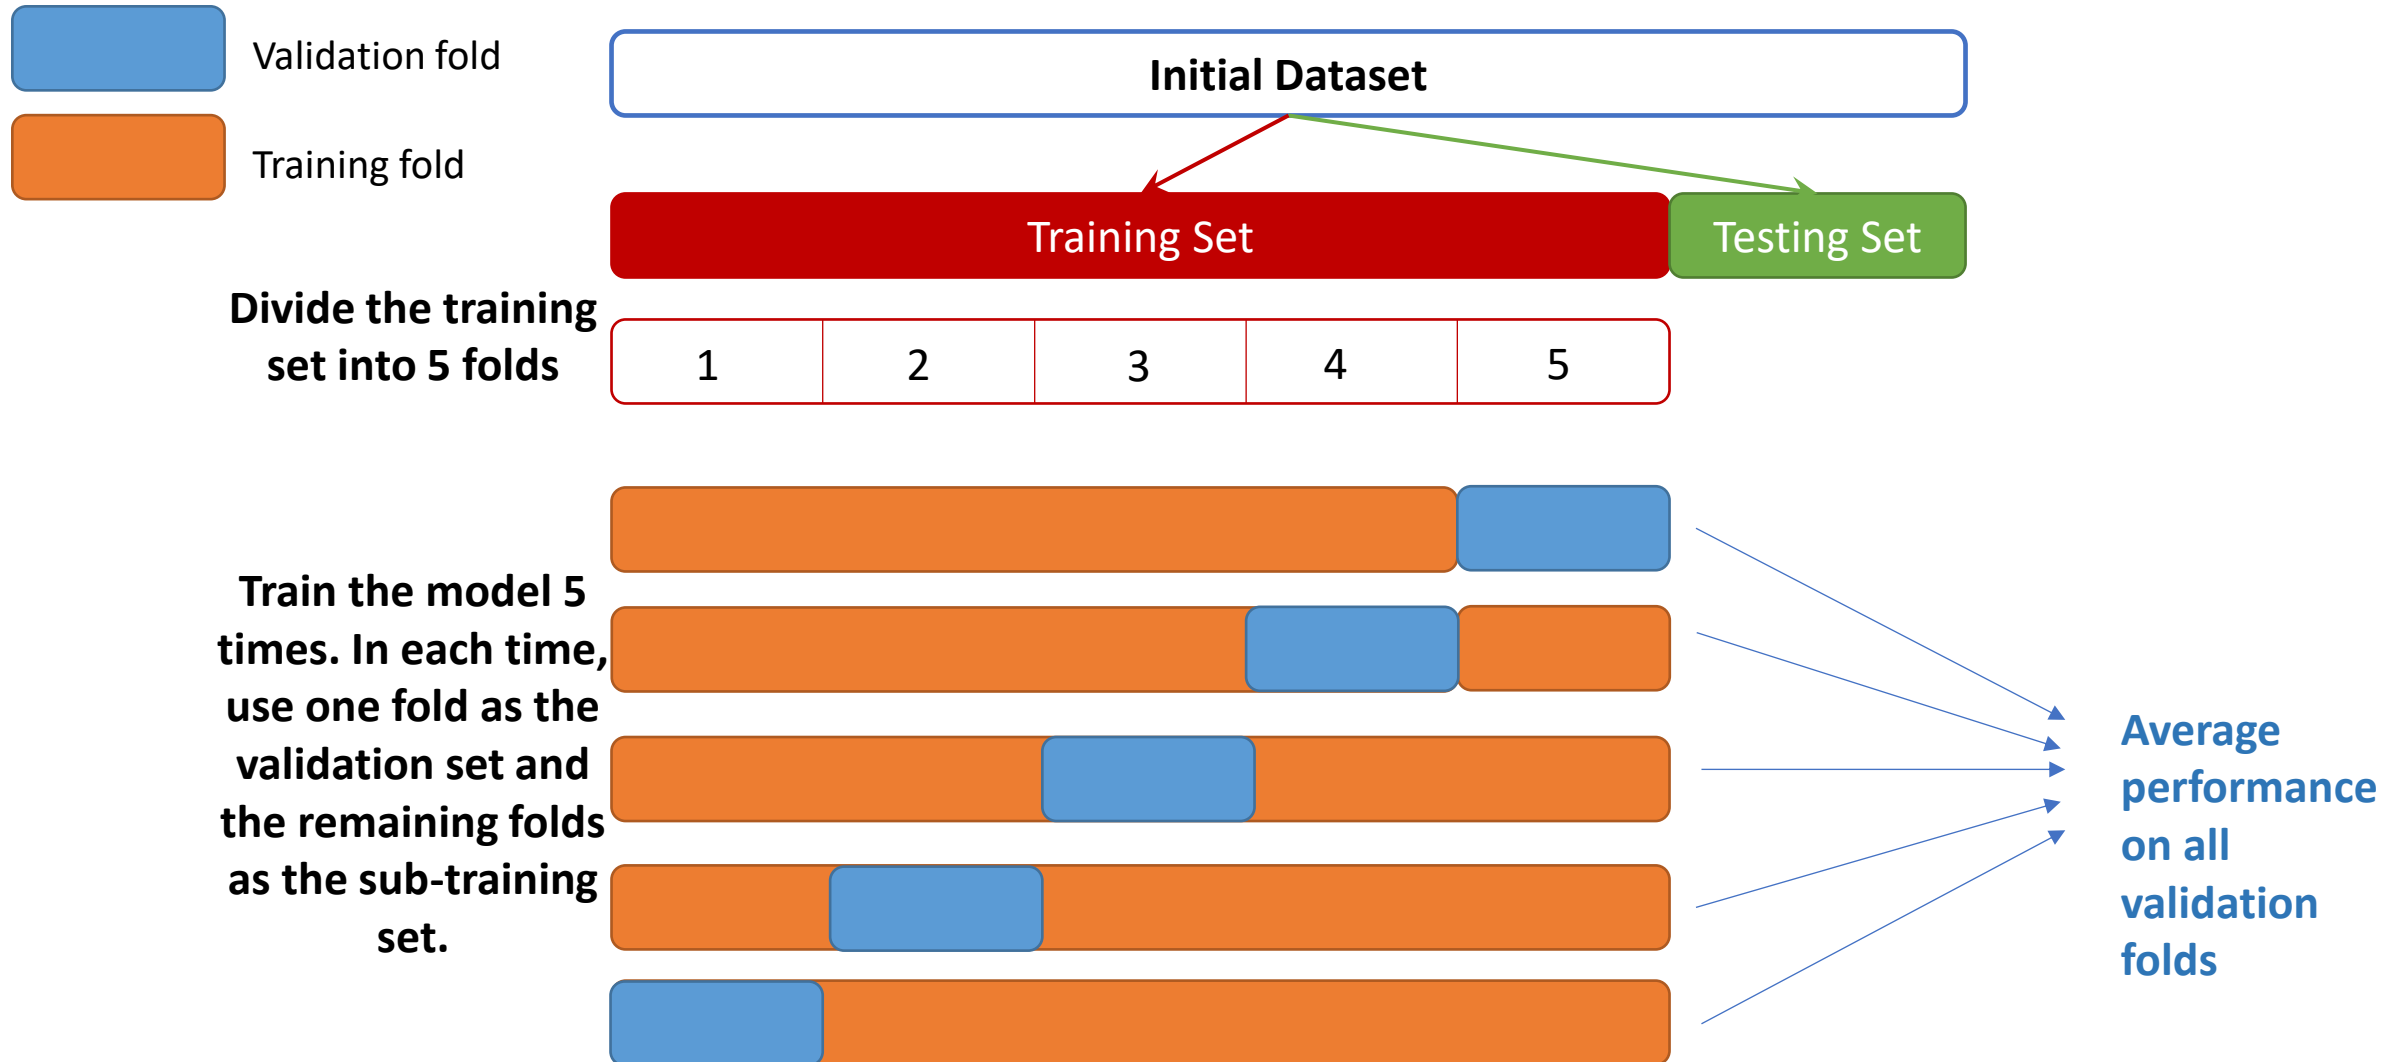 Validation fold
Training fold
Initial Dataset
Training Set
Testing Set
Divide the training
set into 5 folds
1 2 3 4 5
Train the model 5
times. In each time,
use one fold as the
validation set and
the remaining folds
as the sub-training
set.
Average
performance
on all
validation
folds